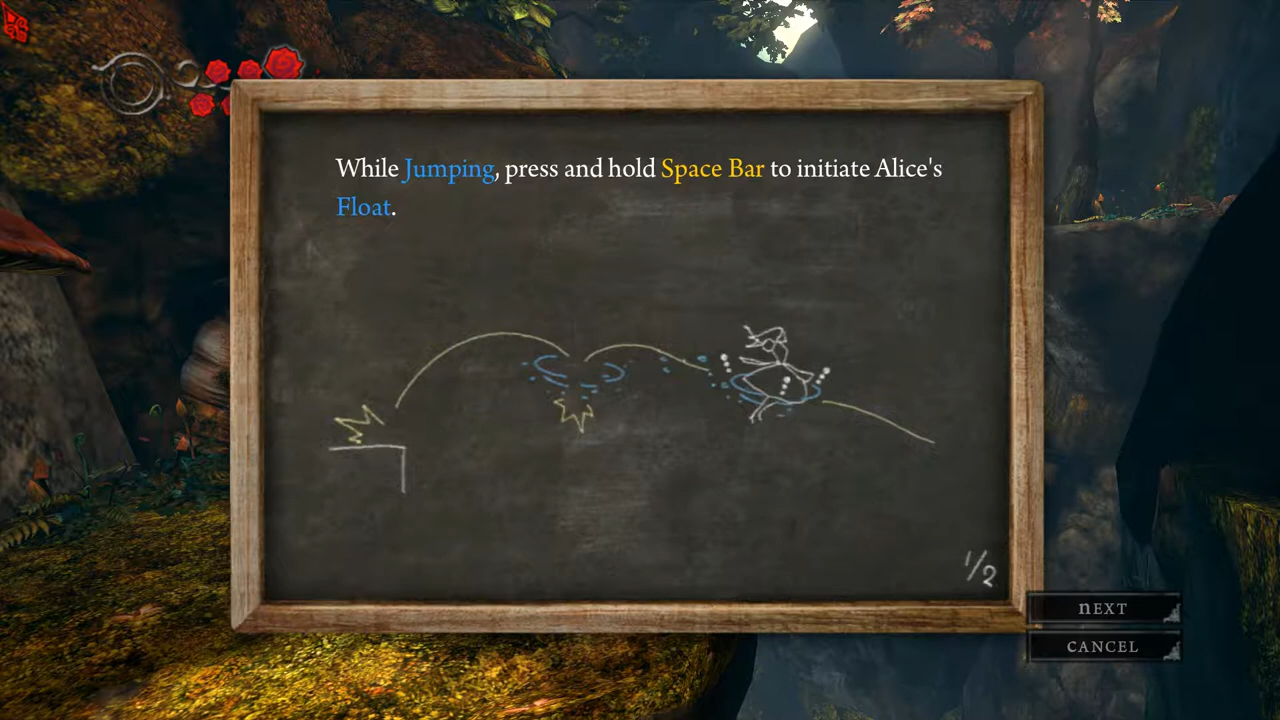 While Jumping, press and hold Space Bar to initiate Alice's
Float.
1/2
NEXT
CANCEL